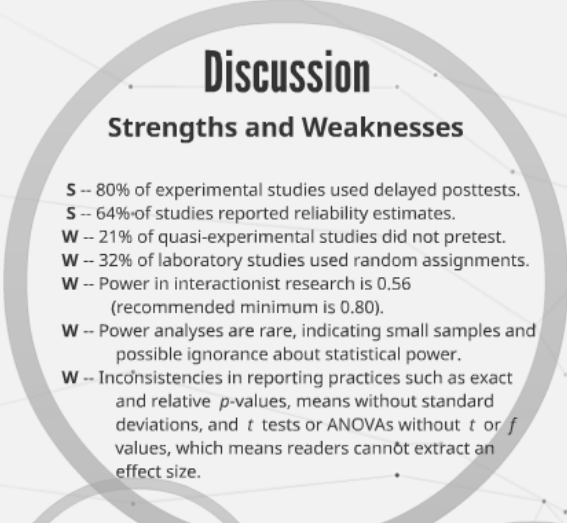 Discussion
Strengths and Weaknesses
S -- 80% of experimental studies used delayed posttests.
S -- 64% of studies reported reliability estimates.
W -- 21% of quasi-experimental studies did not pretest.
W -- 32% of laboratory studies used random assignments.
W -- Power in interactionist research is 0.56
(recommended minimum is 0.80).
W -- Power analyses are rare, indicating small samples and
possible ignorance about statistical power.
W -- Inconsistencies in reporting practices such as exact
and relative p-values, means without standard
deviations, and t tests or ANOVAs without t or f
values, which means readers cannot extract an
effect size.